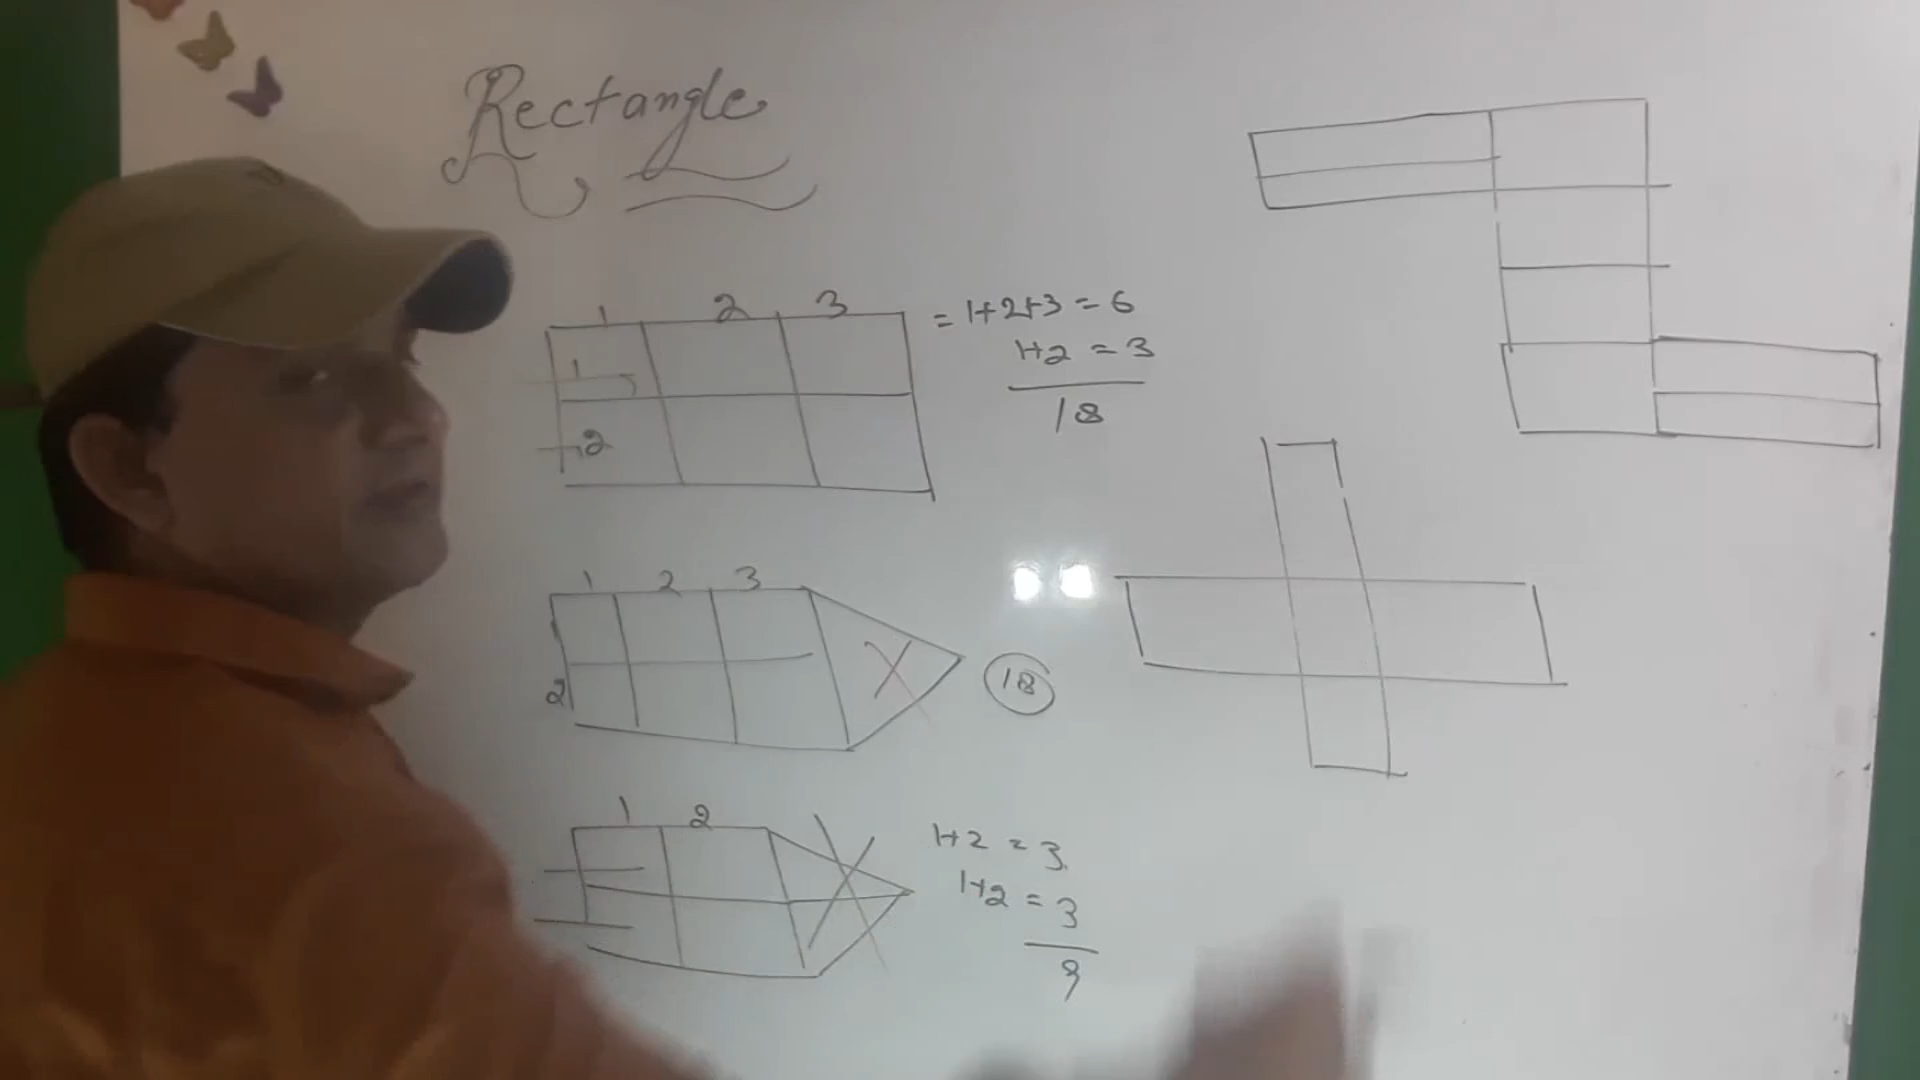 Rectangle
1 2 3
1
2
= 1+2+3 = 6
1+2 = 3
18
1 2 3
2
18
1 2
1+2 = 3
1+2 = 3
9